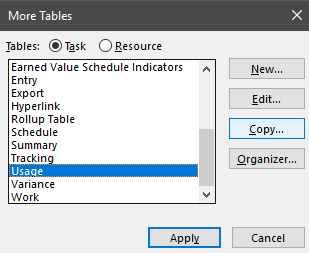 More Tables
Tables: Task Resource
Earned Value Schedule Indicators
Entry
Export
Hyperlink
Rollup Table
Schedule
Summary
Tracking
Usage
Variance
Work
New...
Edit...
Copy...
Organizer...
Apply Cancel